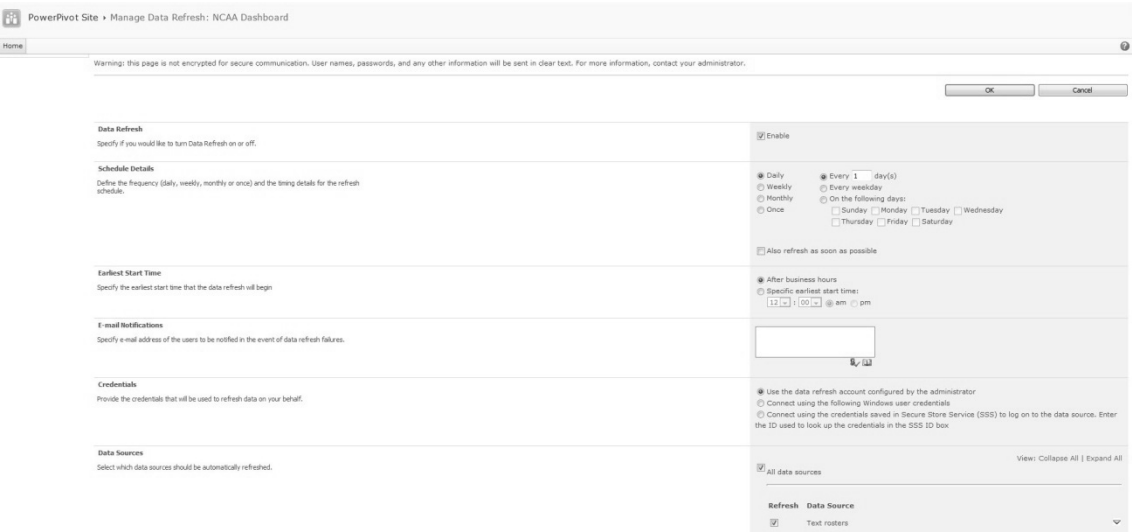 PowerPivot Site ▸ Manage Data Refresh: NCAA Dashboard
Home
Warning: this page is not encrypted for secure communication. User names, passwords, and any other information will be sent in clear text. For more information, contact your administrator.
OK Cancel
Data Refresh
Specify if you would like to turn Data Refresh on or off.
Enable
Schedule Details
Define the frequency (daily, weekly, monthly or once) and the timing details for the refresh
schedule.
Daily Every 1 day(s)
Weekly Every weekday
Monthly On the following days:
Once Sunday Monday Tuesday Wednesday
Thursday Friday Saturday
Also refresh as soon as possible
Earliest Start Time
Specify the earliest start time that the data refresh will begin
After business hours
Specific earliest start time:
12 : 00 am pm
E-mail Notifications
Specify e-mail address of the users to be notified in the event of data refresh failures.
Credentials
Provide the credentials that will be used to refresh data on your behalf.
Use the data refresh account configured by the administrator
Connect using the following Windows user credentials
Connect using the credentials saved in Secure Store Service (SSS) to log on to the data source. Enter
the ID used to look up the credentials in the SSS ID box
Data Sources
Select which data sources should be automatically refreshed.
View: Collapse All | Expand All
All data sources
Refresh Data Source
Text rosters